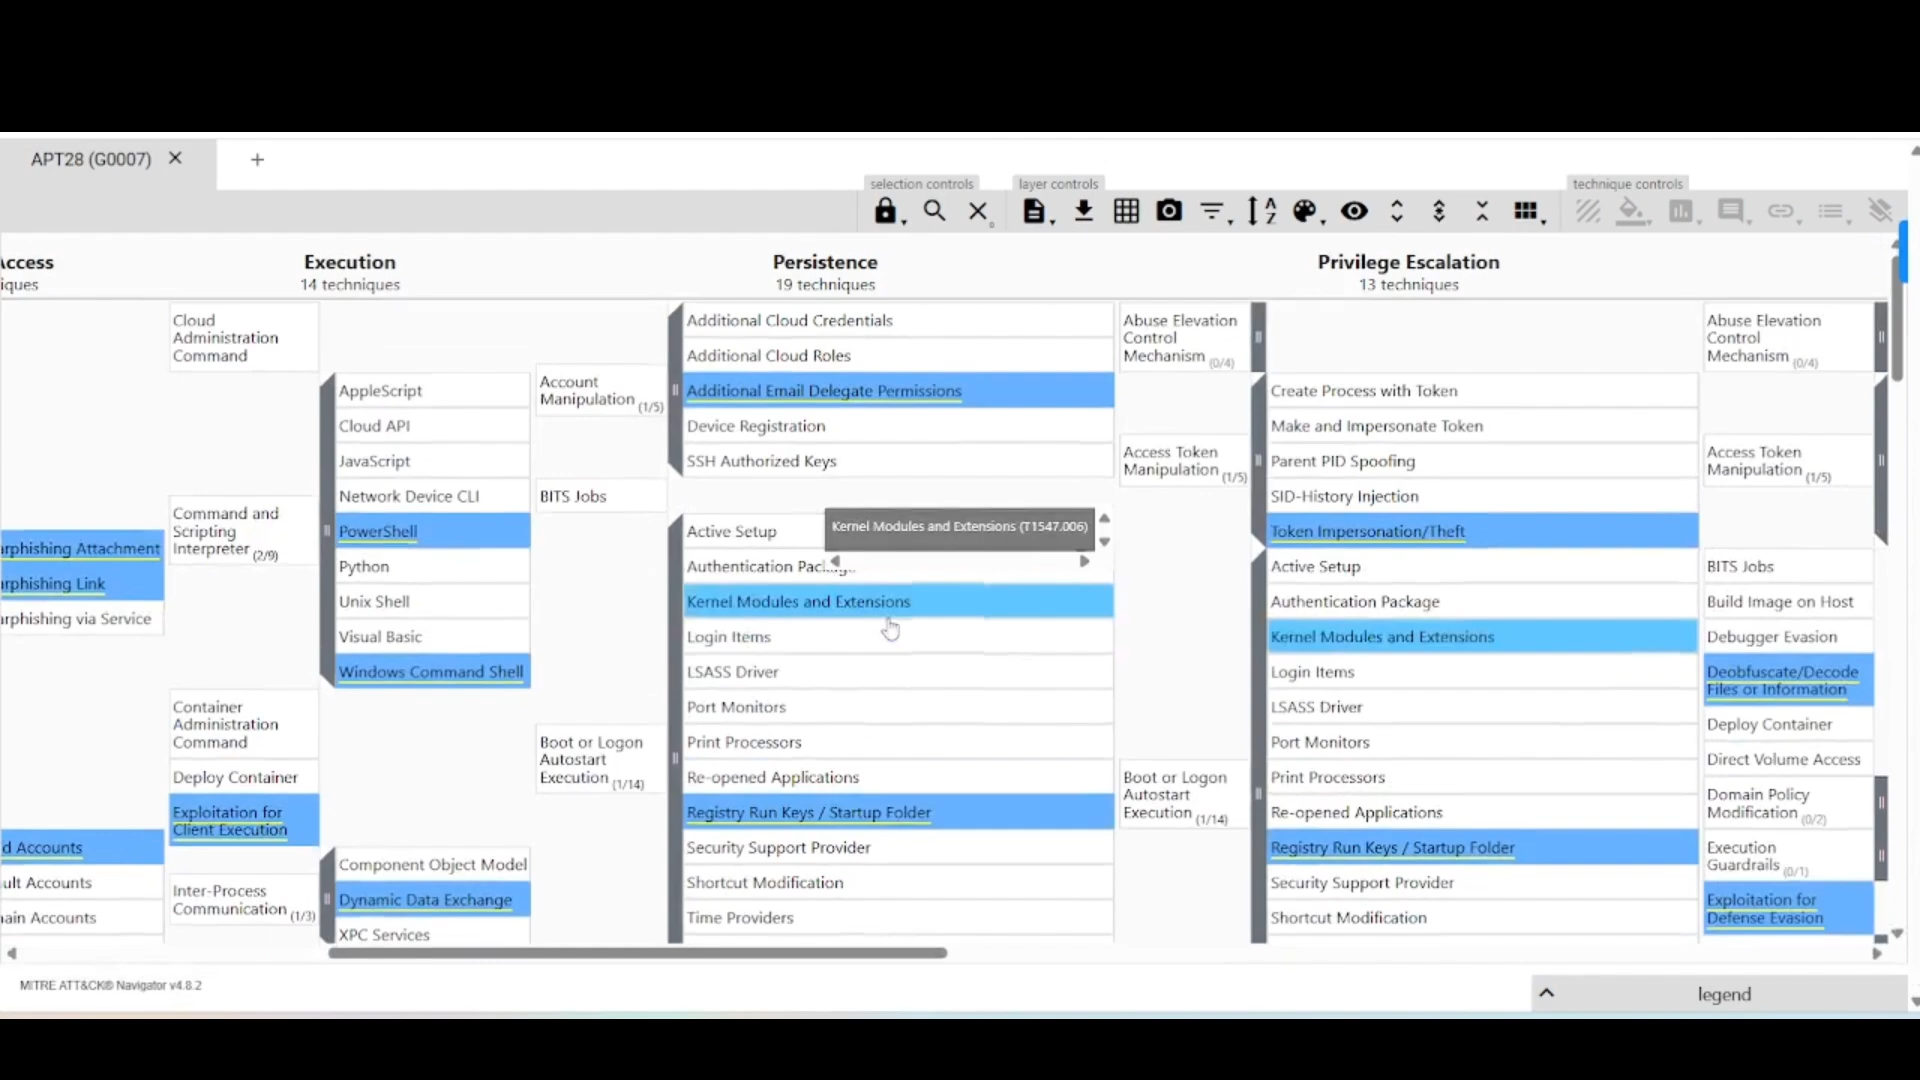 APT28 (G0007)
selection controls
layer controls
technique controls
Access
iques
Execution
14 techniques
Persistence
19 techniques
Privilege Escalation
13 techniques
arphishing Attachment
arphishing Link
arphishing via Service
d Accounts
ult Accounts
ain Accounts
Cloud
Administration
Command
Command and
Scripting
Interpreter (2/9)
Container
Administration
Command
Deploy Container
Exploitation for
Client Execution
Inter-Process
Communication (1/3)
AppleScript
Cloud API
JavaScript
Network Device CLI
PowerShell
Python
Unix Shell
Visual Basic
Windows Command Shell
Component Object Model
Dynamic Data Exchange
XPC Services
Account
Manipulation (1/5)
BITS Jobs
Boot or Logon
Autostart
Execution (1/14)
Additional Cloud Credentials
Additional Cloud Roles
Additional Email Delegate Permissions
Device Registration
SSH Authorized Keys
Active Setup
Kernel Modules and Extensions (T1547.006)
Authentication
Kernel Modules and Extensions
Login Items
LSASS Driver
Port Monitors
Print Processors
Re-opened Applications
Registry Run Keys / Startup Folder
Security Support Provider
Shortcut Modification
Time Providers
Abuse Elevation
Control
Mechanism (0/4)
Access Token
Manipulation (1/5)
Boot or Logon
Autostart
Execution (1/14)
Create Process with Token
Make and Impersonate Token
Parent PID Spoofing
SID-History Injection
Token Impersonation/Theft
Active Setup
Authentication Package
Kernel Modules and Extensions
Login Items
LSASS Driver
Port Monitors
Print Processors
Re-opened Applications
Registry Run Keys / Startup Folder
Security Support Provider
Shortcut Modification
Abuse Elevation
Control
Mechanism (0/4)
Access Token
Manipulation (1/5)
BITS Jobs
Build Image on Host
Debugger Evasion
Deobfuscate/Decode
Files or Information
Deploy Container
Direct Volume Access
Domain Policy
Modification (0/2)
Execution
Guardrails (0/1)
Exploitation for
Defense Evasion
MITRE ATT&CK® Navigator v4.8.2
legend